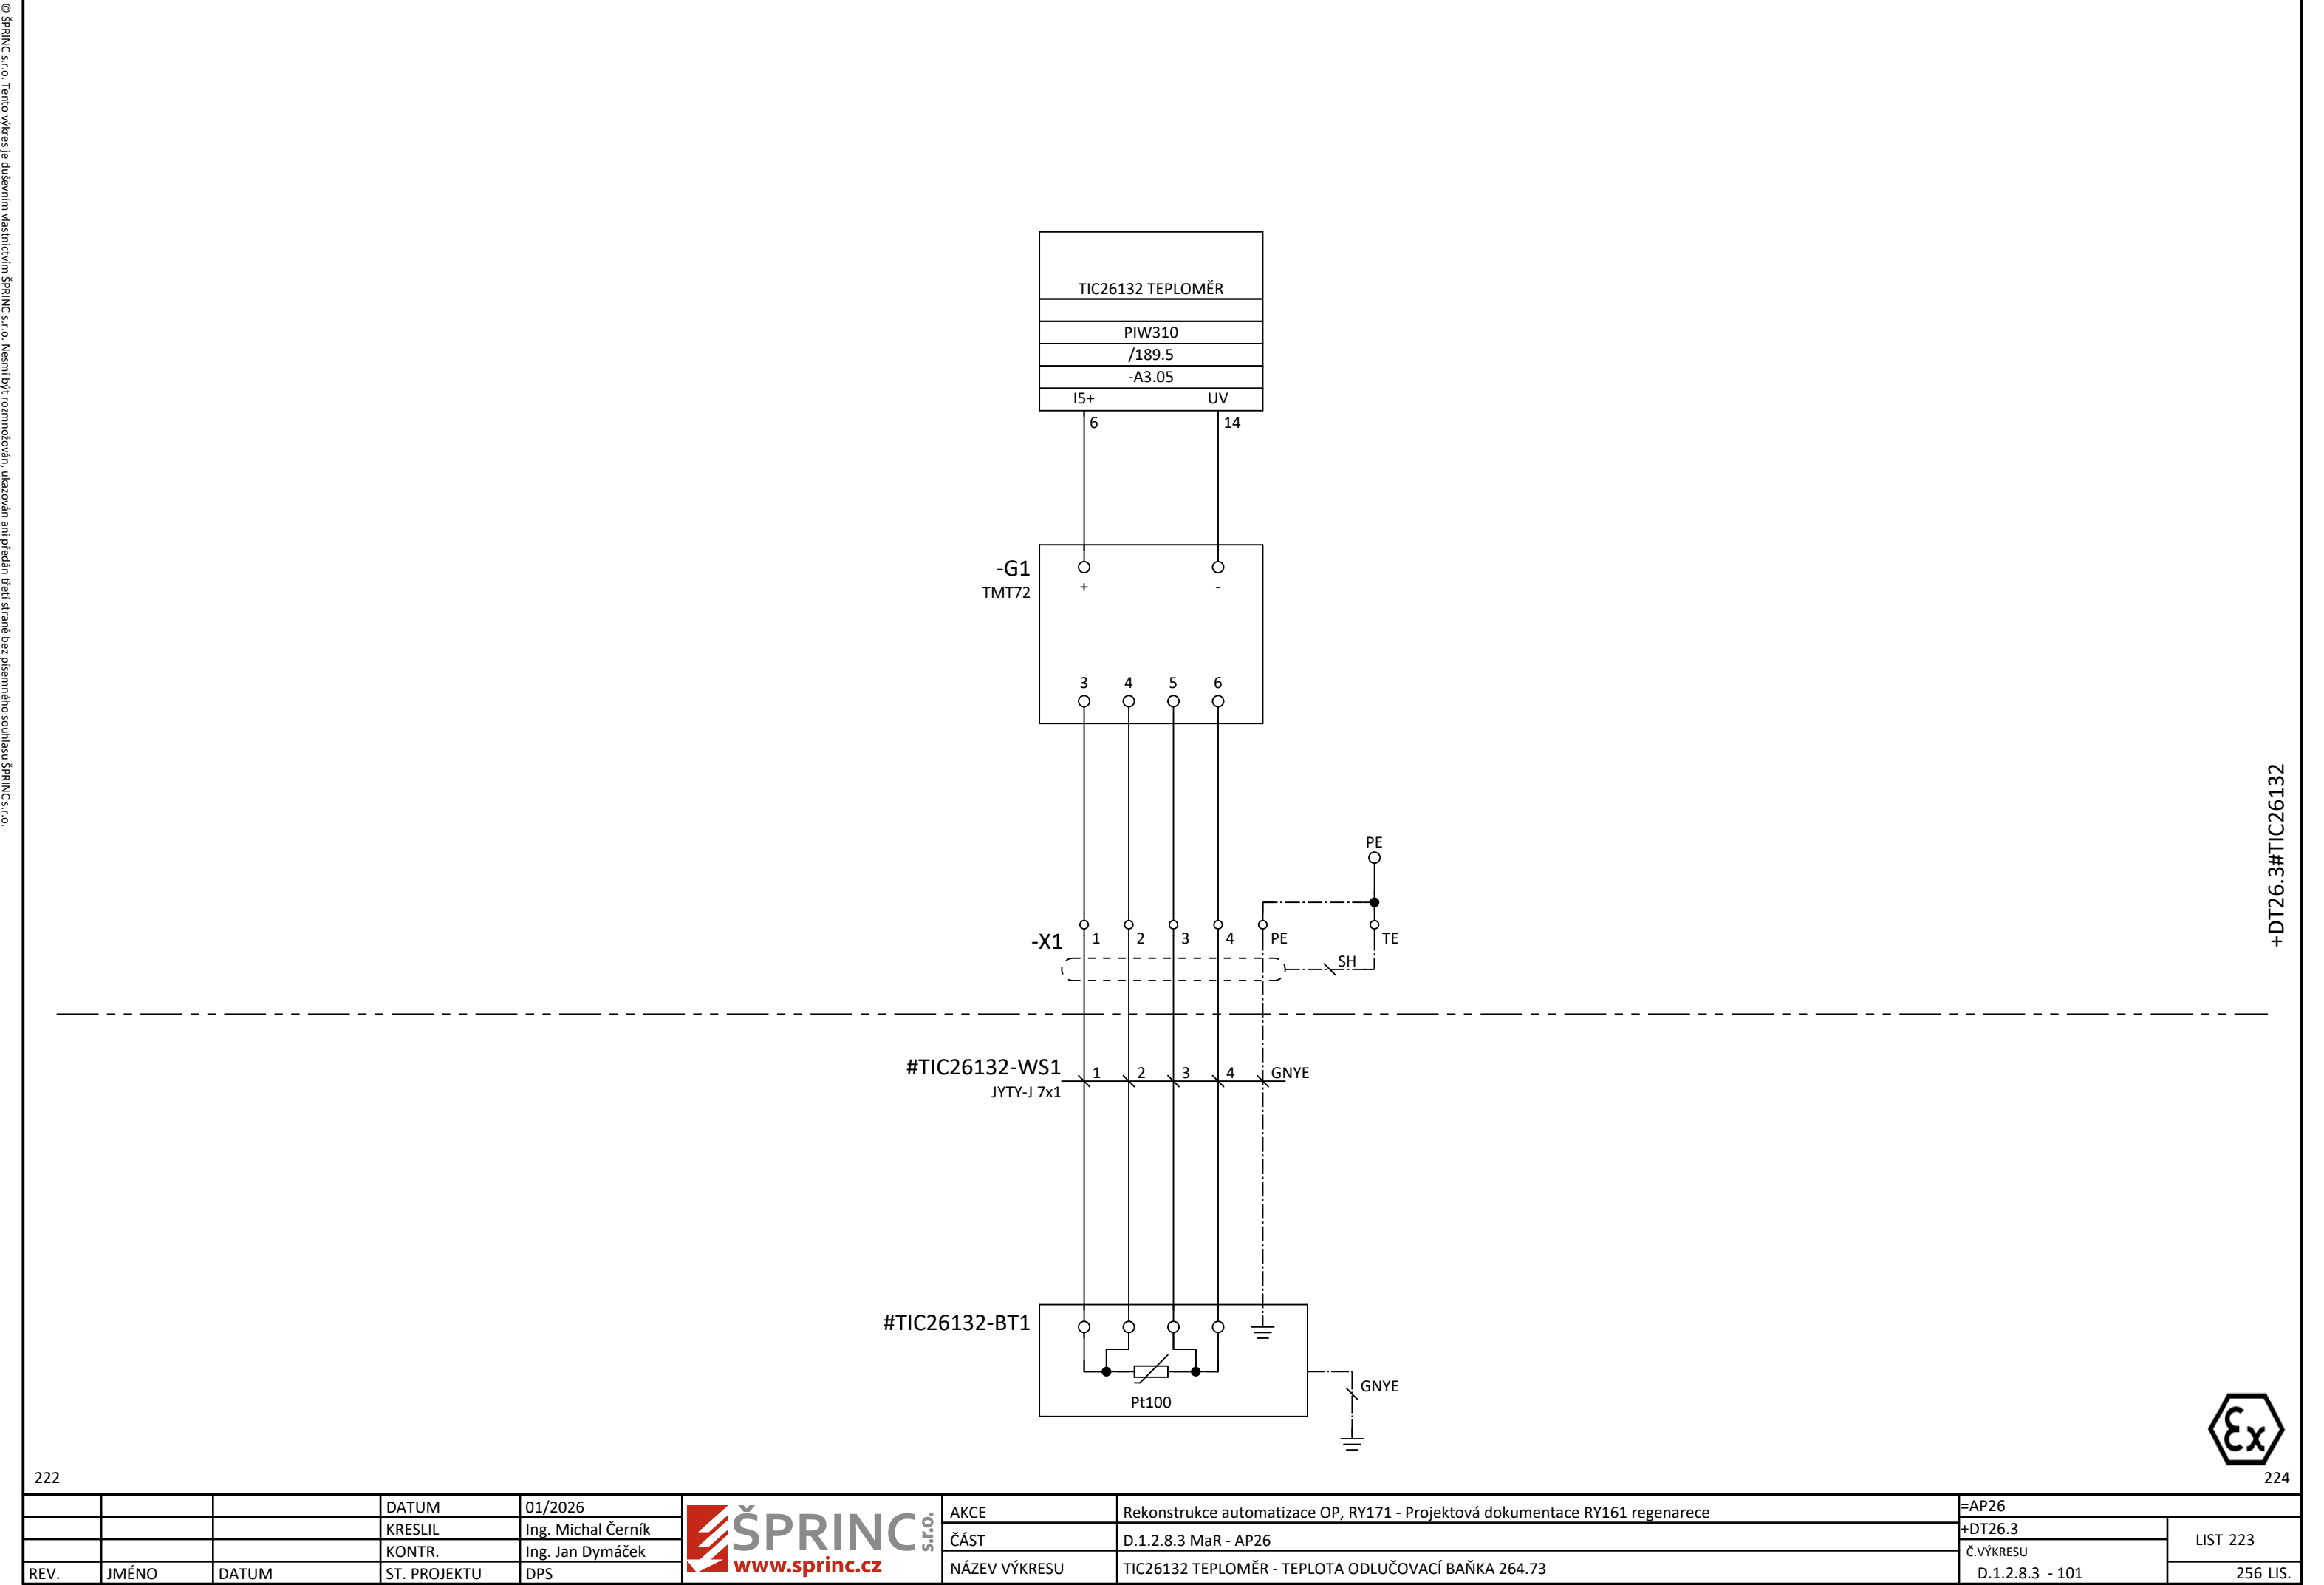 © ŠPRINC s.r.o. Tento výkres je duševním vlastnictvím ŠPRINC s.r.o. Nesmí být rozmnožován, ukazován ani předán třetí straně bez písemného souhlasu ŠPRINC s.r.o.
TIC26132 TEPLOMĚR
PIW310
/189.5
-A3.05
I5+ UV
6 14
-G1
TMT72
+ -
3 4 5 6
PE
-X1 1 2 3 4 PE TE
SH
+DT26.3#TIC26132
#TIC26132-WS1 1 2 3 4 GNYE
JYTY-J 7x1
#TIC26132-BT1
Pt100
GNYE
Ex
222 224
DATUM 01/2026
KRESLIL Ing. Michal Černík
KONTR. Ing. Jan Dymáček
REV. JMÉNO DATUM ST. PROJEKTU DPS
ŠPRINC s.r.o.
www.sprinc.cz
AKCE Rekonstrukce automatizace OP, RY171 - Projektová dokumentace RY161 regenarece
ČÁST D.1.2.8.3 MaR - AP26
NÁZEV VÝKRESU TIC26132 TEPLOMĚR - TEPLOTA ODLUČOVACÍ BAŇKA 264.73
=AP26
+DT26.3
Č.VÝKRESU
D.1.2.8.3 - 101
LIST 223
256 LIS.